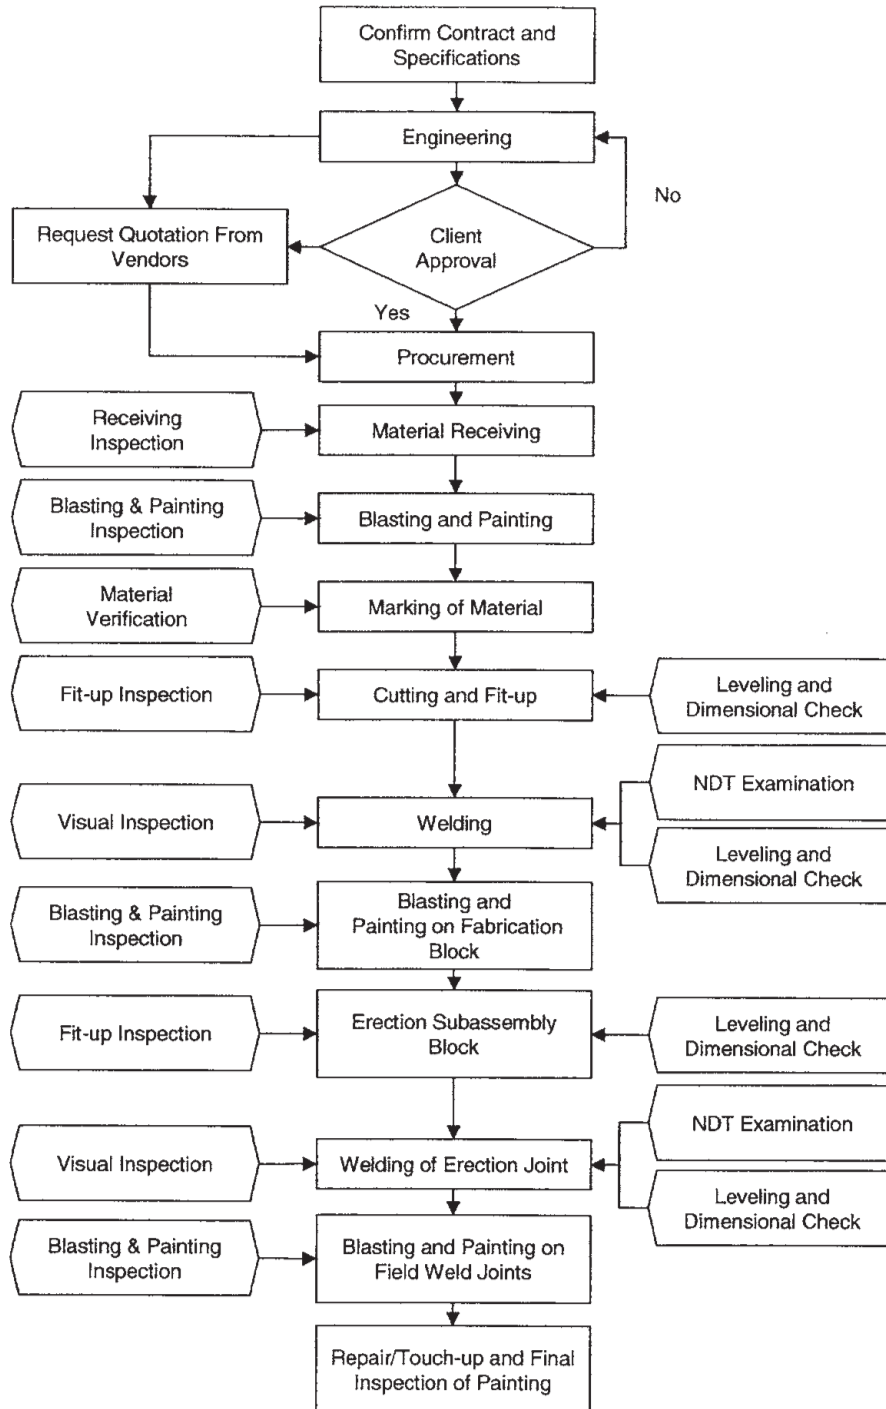 Confirm Contract and
Specifications
Engineering
No
Request Quotation From
Vendors
Client
Approval
Yes
Procurement
Receiving
Inspection
Material Receiving
Blasting & Painting
Inspection
Blasting and Painting
Material
Verification
Marking of Material
Fit-up Inspection
Cutting and Fit-up
Leveling and
Dimensional Check
NDT Examination
Visual Inspection
Welding
Leveling and
Dimensional Check
Blasting & Painting
Inspection
Blasting and
Painting on Fabrication
Block
Fit-up Inspection
Erection Subassembly
Block
Leveling and
Dimensional Check
NDT Examination
Visual Inspection
Welding of Erection Joint
Leveling and
Dimensional Check
Blasting & Painting
Inspection
Blasting and Painting on
Field Weld Joints
Repair/Touch-up and Final
Inspection of Painting